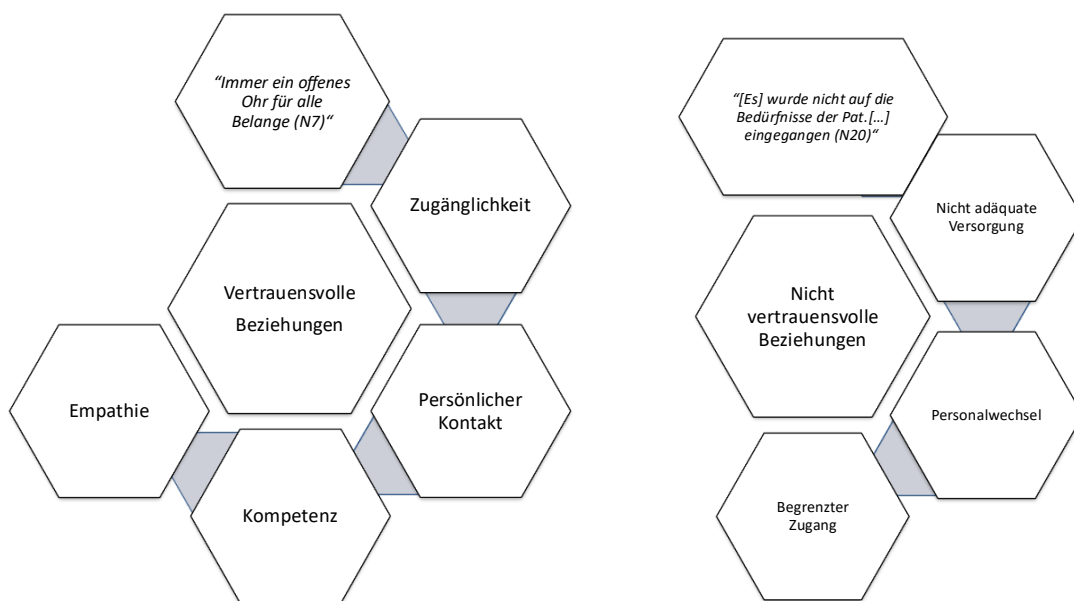 “Immer ein offenes
Ohr für alle
Belange (N7)“
Zugänglichkeit
Vertrauensvolle
Beziehungen
Persönlicher
Kontakt
Empathie
Kompetenz
“[Es] wurde nicht auf die
Bedürfnisse der Pat.[...]
eingegangen (N20)“
Nicht adäquate
Versorgung
Nicht
vertrauensvolle
Beziehungen
Personalwechsel
Begrenzter
Zugang